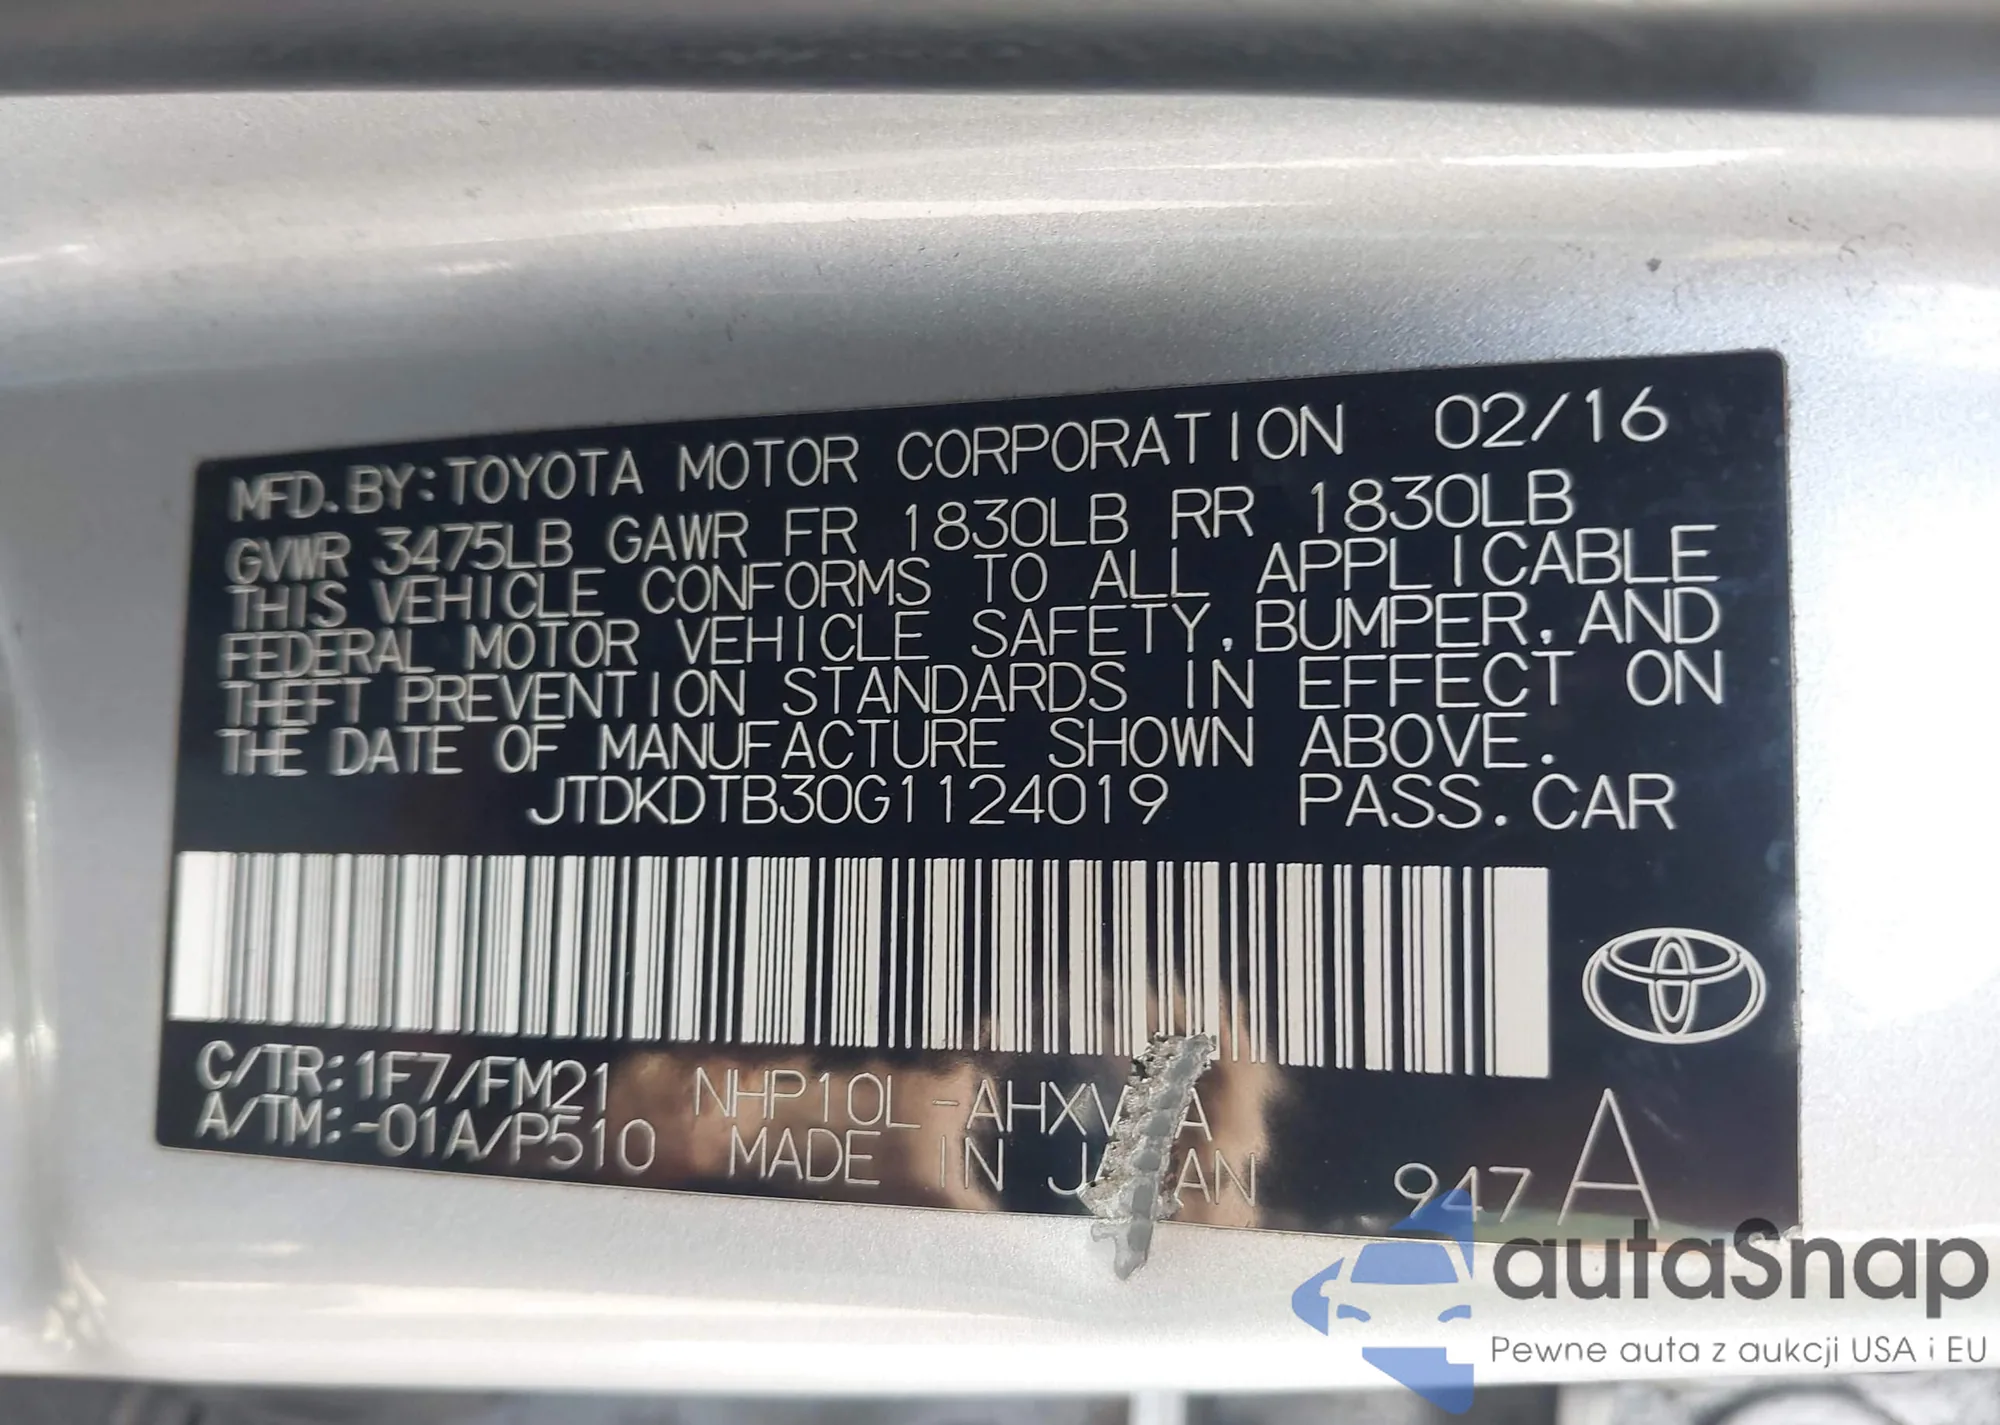 MFD.BY:TOYOTA MOTOR CORPORATION 02/16
GVWR 3475LB GAWR FR 1830LB RR 1830LB
THIS VEHICLE CONFORMS TO ALL APPLICABLE
FEDERAL MOTOR VEHICLE SAFETY,BUMPER,AND
THEFT PREVENTION STANDARDS IN EFFECT ON
THE DATE OF MANUFACTURE SHOWN ABOVE.
JTDKDTB30G1124019 PASS.CAR
C/TR:1F7/FM21
A/TM:-01A/P510 MADE IN
947 A
autoSnap
Pewne auta z aukcji USA i EU